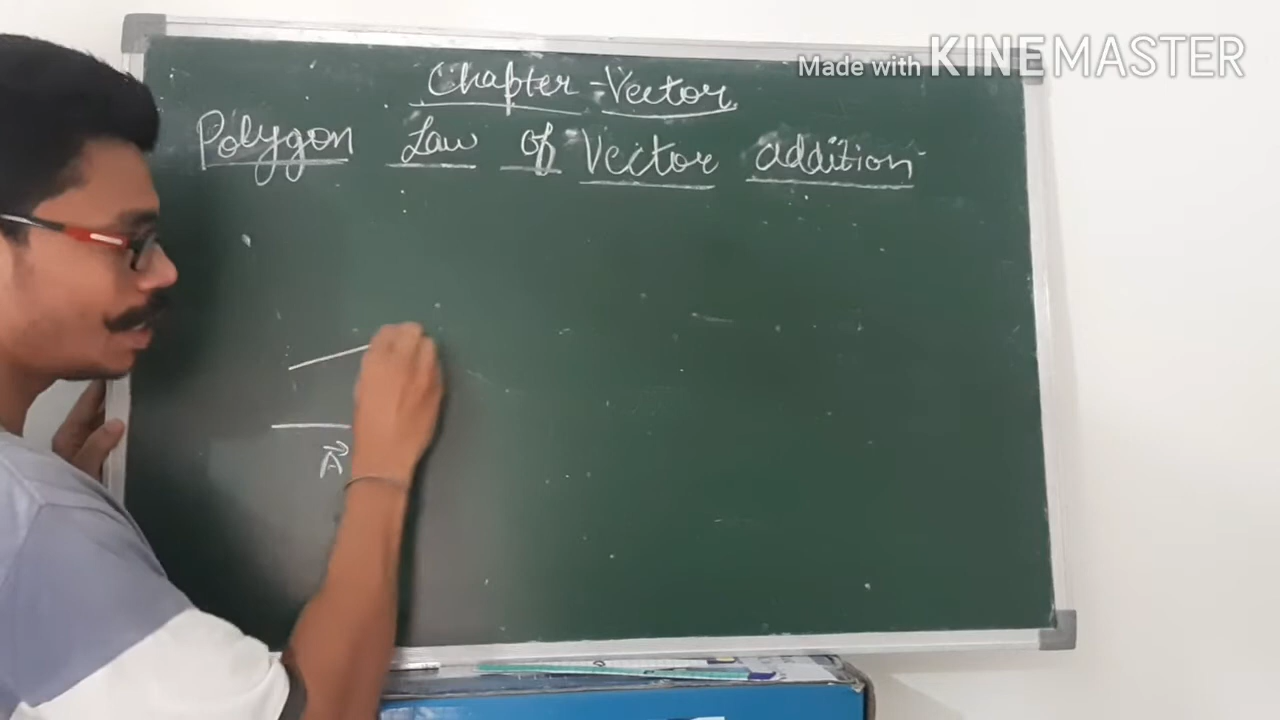 Made with KINEMASTER
Chapter - Vector
Polygon Law of Vector addition
A⃗